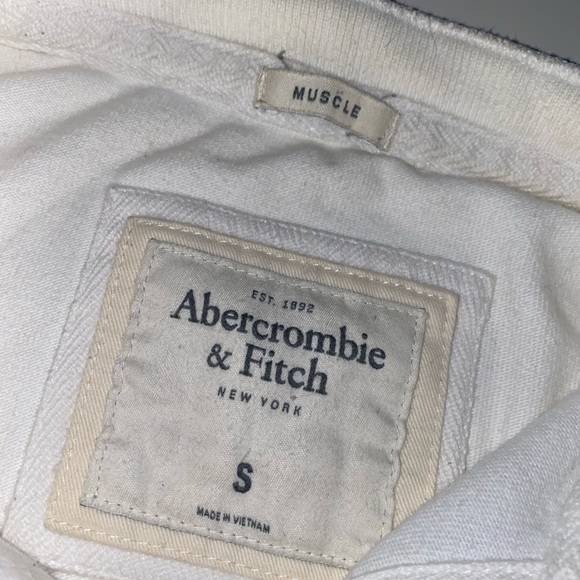 MUSCLE
EST. 1892
Abercrombie
& Fitch
NEW YORK
S
MADE IN VIETNAM